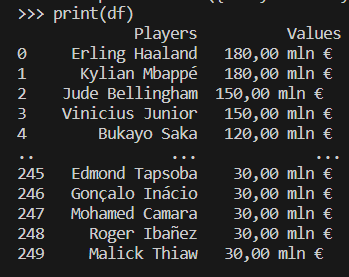 >>> print(df)
Players Values
0 Erling Haaland 180,00 mln €
1 Kylian Mbappé 180,00 mln €
2 Jude Bellingham 150,00 mln €
3 Vinicius Junior 150,00 mln €
4 Bukayo Saka 120,00 mln €
.. ... ...
245 Edmond Tapsoba 30,00 mln €
246 Gonçalo Inácio 30,00 mln €
247 Mohamed Camara 30,00 mln €
248 Roger Ibañez 30,00 mln €
249 Malick Thiaw 30,00 mln €